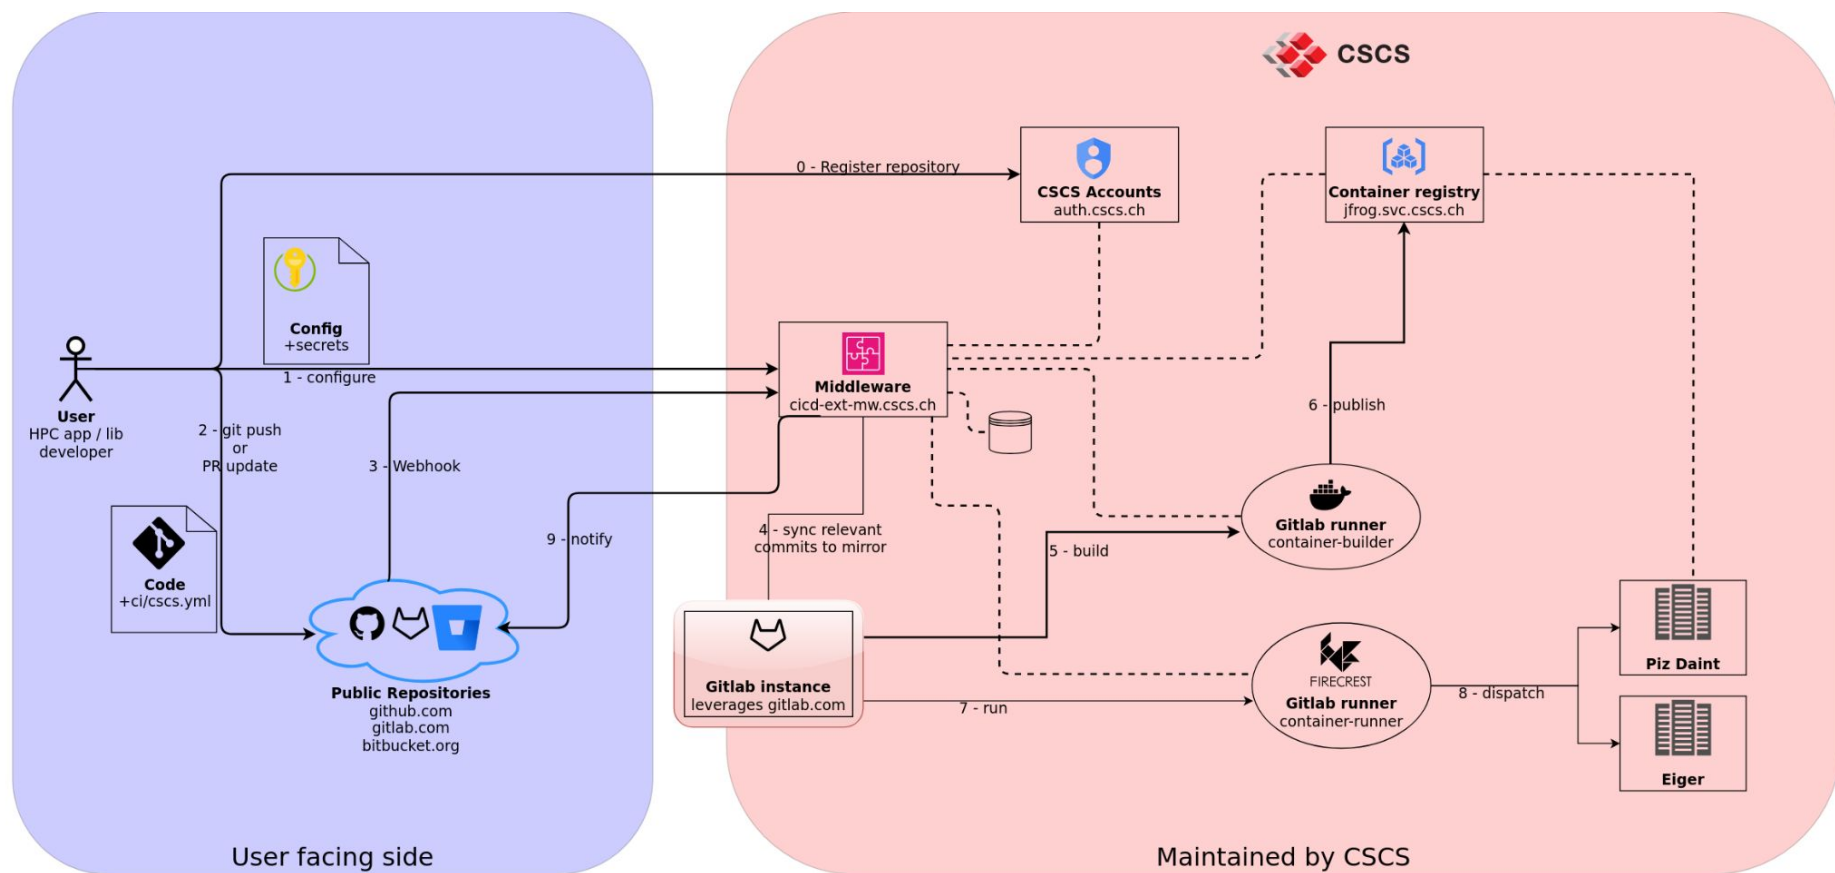 CSCS
0 - Register repository
CSCS Accounts
auth.cscs.ch
Container registry
jfrog.svc.cscs.ch
Config
+secrets
User
HPC app / lib
developer
1 - configure
Middleware
cicd-ext-mw.cscs.ch
2 - git push
or
PR update
3 - Webhook
6 - publish
Code
+ci/cscs.yml
9 - notify
4 - sync relevant
commits to mirror
5 - build
Gitlab runner
container-builder
Public Repositories
github.com
gitlab.com
bitbucket.org
Gitlab instance
leverages gitlab.com
7 - run
FIRECREST
Gitlab runner
container-runner
8 - dispatch
Piz Daint
Eiger
User facing side
Maintained by CSCS